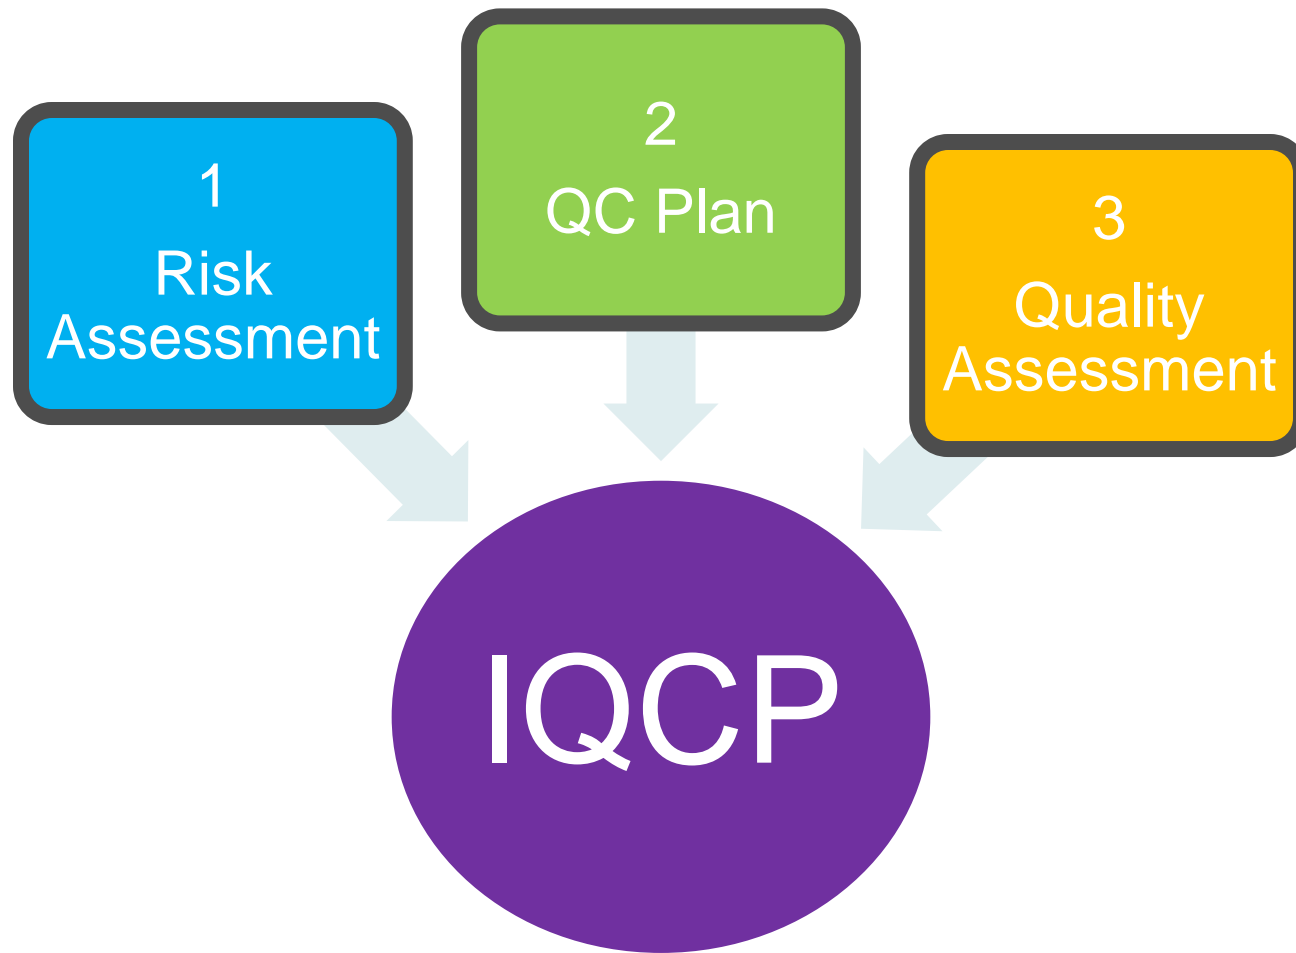 1
Risk
Assessment
2
QC Plan
3
Quality
Assessment
IQCP